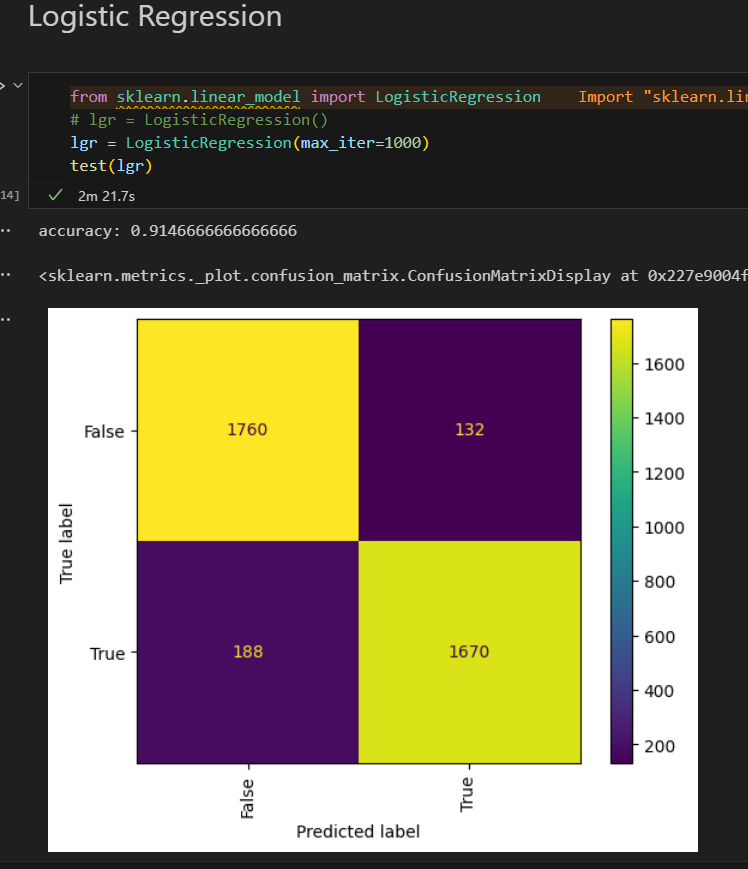 Logistic Regression
from sklearn.linear_model import LogisticRegression Import "sklearn.lin
# lgr = LogisticRegression()
lgr = LogisticRegression(max_iter=1000)
test(lgr)
14]
2m 21.7s
accuracy: 0.9146666666666666
<sklearn.metrics._plot.confusion_matrix.ConfusionMatrixDisplay at 0x227e9004f
1600
1760 132
False
1400
1200
True label
1000
800
600
188 1670
True
400
200
False
True
Predicted label